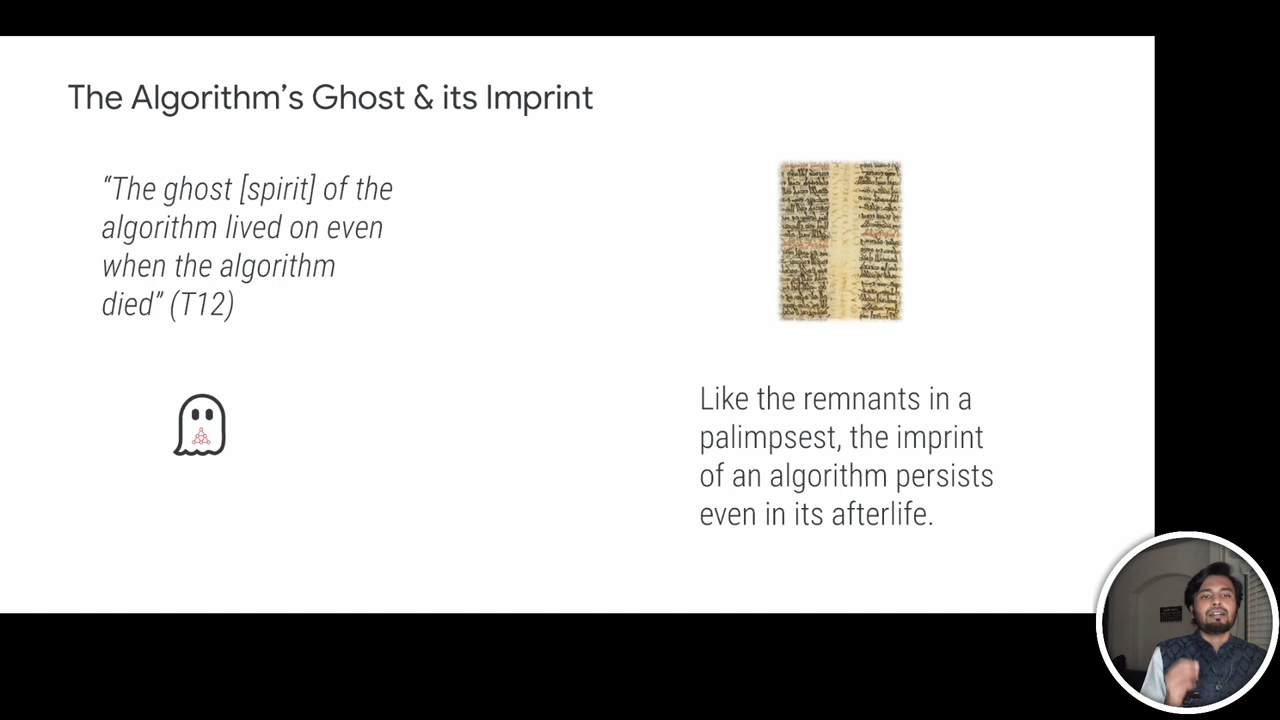 The Algorithm’s Ghost & its Imprint
“The ghost [spirit] of the
algorithm lived on even
when the algorithm
died” (T12)
Like the remnants in a
palimpsest, the imprint
of an algorithm persists
even in its afterlife.